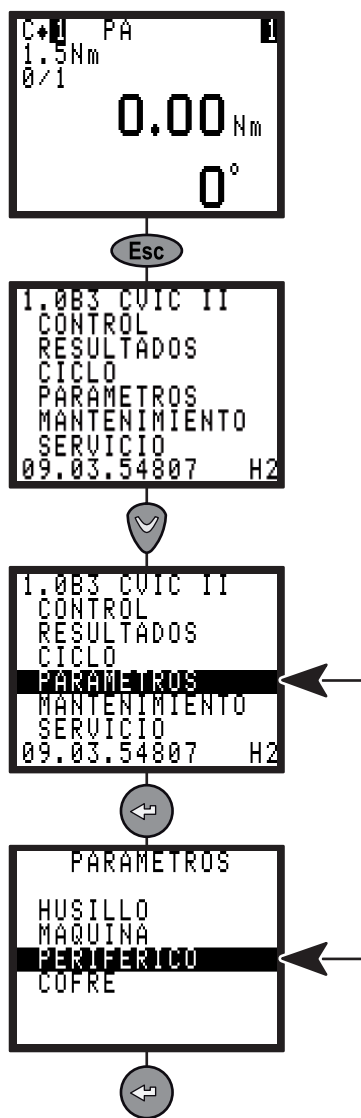 C♦1 PA 1
1.5Nm
0/1
0.00 Nm
0°
Esc
1.0B3 CVIC II
CONTROL
RESULTADOS
CICLO
PARAMETROS
MANTENIMIENTO
SERVICIO
09.03.54807 H2
1.0B3 CVIC II
CONTROL
RESULTADOS
CICLO
PARAMETROS
MANTENIMIENTO
SERVICIO
09.03.54807 H2
PARAMETROS
HUSILLO
MAQUINA
PERIFERICO
COFRE